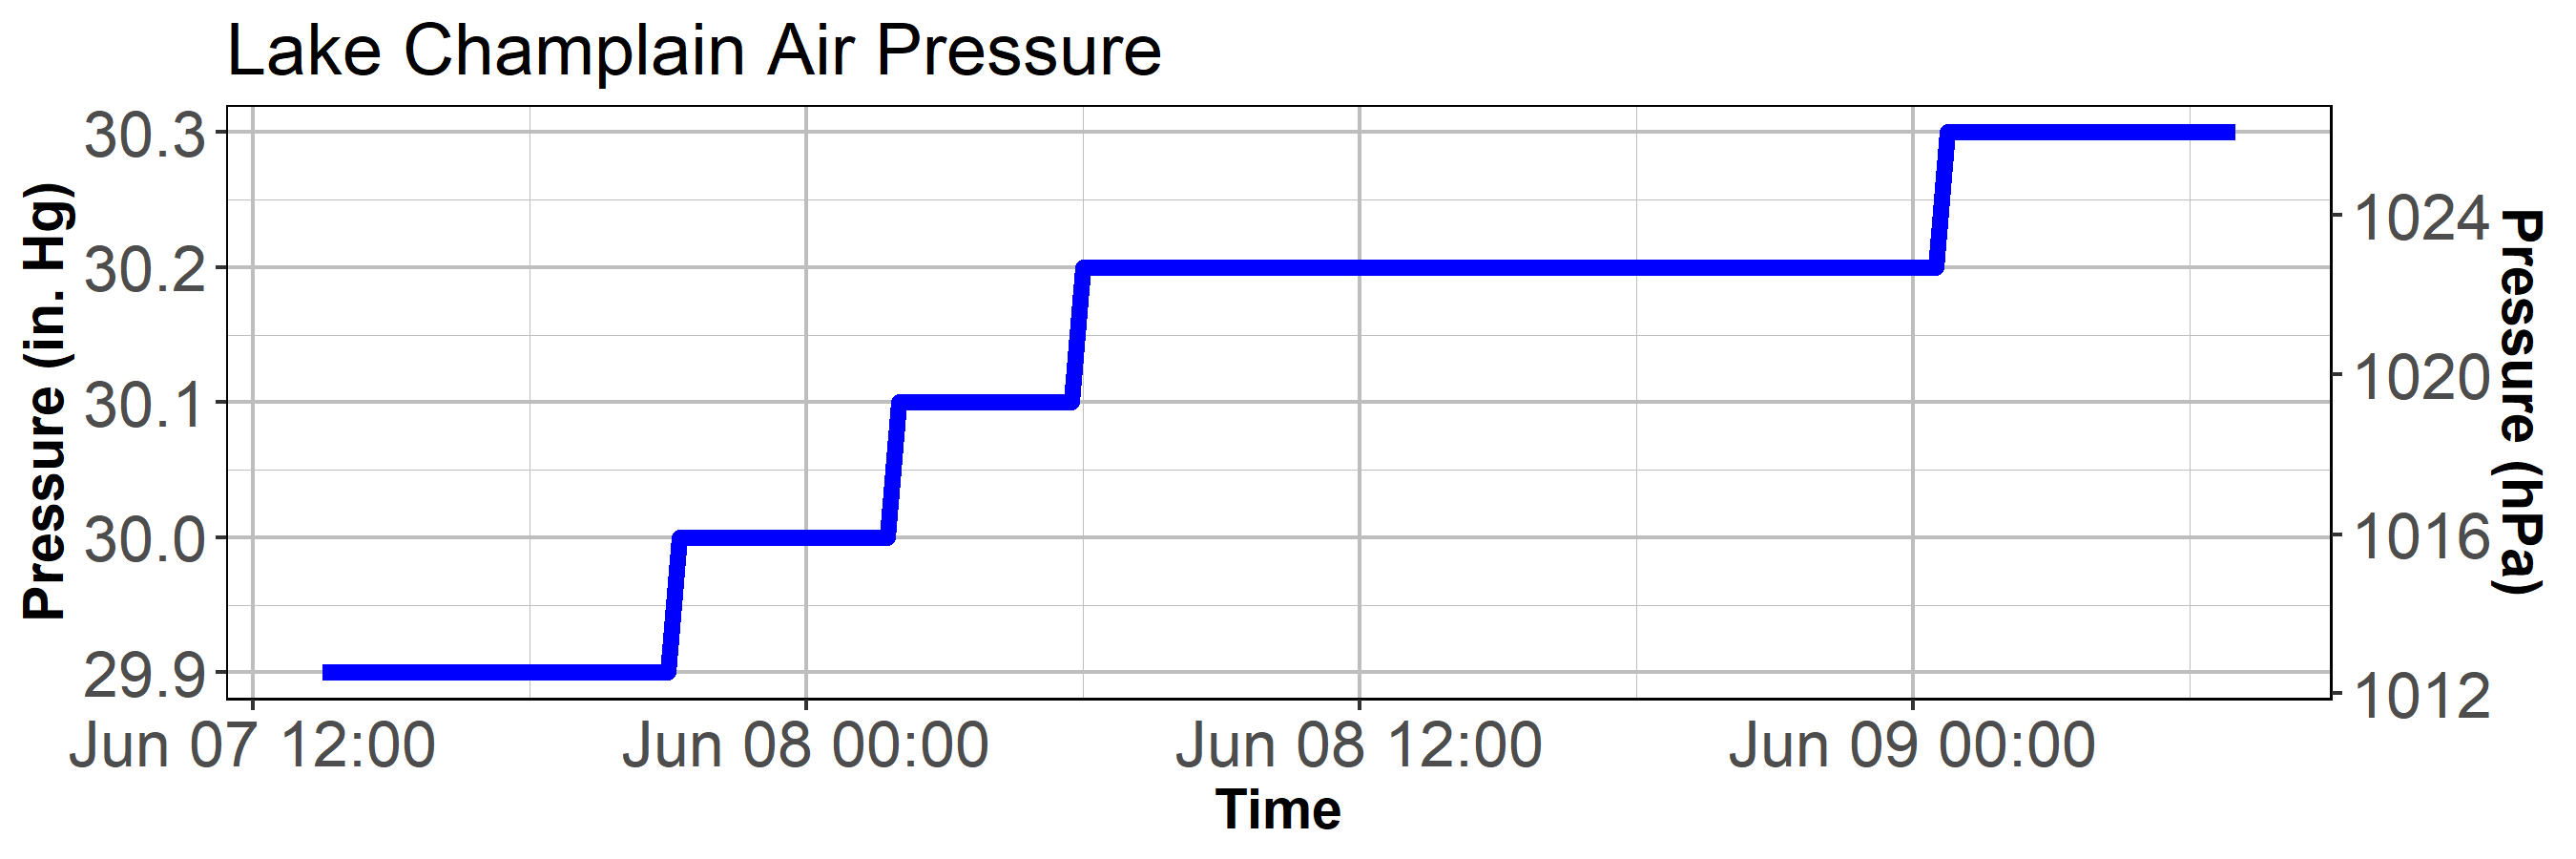 Lake Champlain Air Pressure
Pressure (in. Hg)
30.3
30.2
30.1
30.0
29.9
1024
1020
1016
1012
Pressure (hPa)
Jun 07 12:00 Jun 08 00:00 Jun 08 12:00 Jun 09 00:00
Time